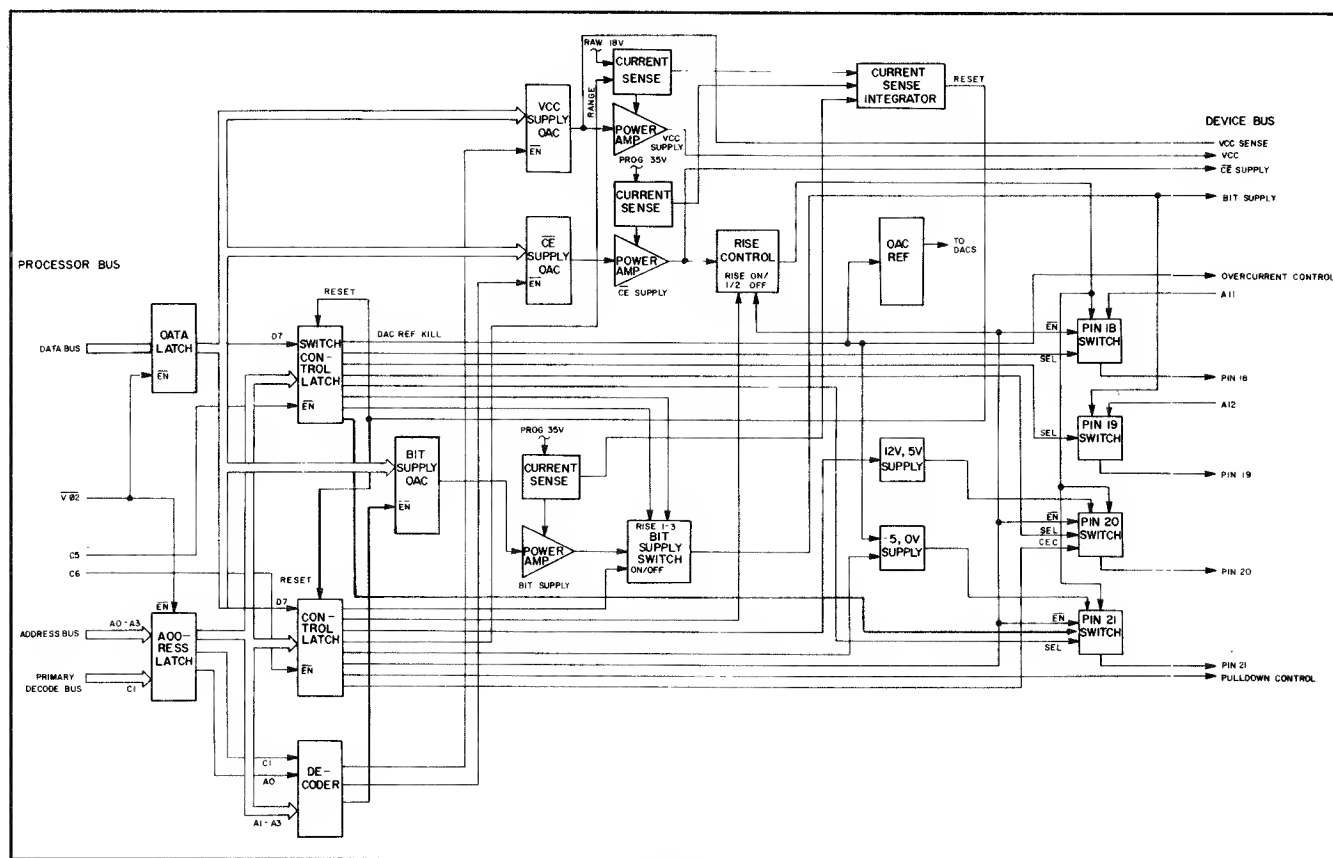 RAW 18V
CURRENT
SENSE
RANGE
CURRENT
SENSE
INTEGRATOR
RESET
VCC
SUPPLY
OAC
EN
POWER
AMP
VCC
SUPPLY
DEVICE BUS
VCC SENSE
VCC
CE SUPPLY
BIT SUPPLY
PROG 35V
CURRENT
SENSE
CE
SUPPLY
OAC
EN
POWER
AMP
CE SUPPLY
RISE
CONTROL
RISE ON/
1/2 OFF
OAC
REF
TO
DACS
OVERCURRENT CONTROL
A11
PROCESSOR BUS
RESET
DAC REF KILL
DATA BUS
OATA
LATCH
EN
D7
SWITCH
CON-
TROL
LATCH
EN
EN
PIN 18
SWITCH
SEL
PIN 18
A12
PIN 19
SWITCH
SEL
PIN 19
BIT
SUPPLY
OAC
EN
PROG 35V
CURRENT
SENSE
POWER
AMP
BIT SUPPLY
RISE 1-3
BIT
SUPPLY
SWITCH
ON/OFF
12V, 5V
SUPPLY
-5, 0V
SUPPLY
EN
SEL
CEC
PIN 20
SWITCH
PIN 20
VØ2
C5
C6
RESET
D7
CON-
TROL
LATCH
EN
EN
PIN 21
SWITCH
SEL
PIN 21
PULLDOWN CONTROL
ADDRESS BUS
A0-A3
EN
AOO-
RESS
LATCH
PRIMARY
DECODE BUS
C1
C1
A0
A1-A3
DE-
CODER